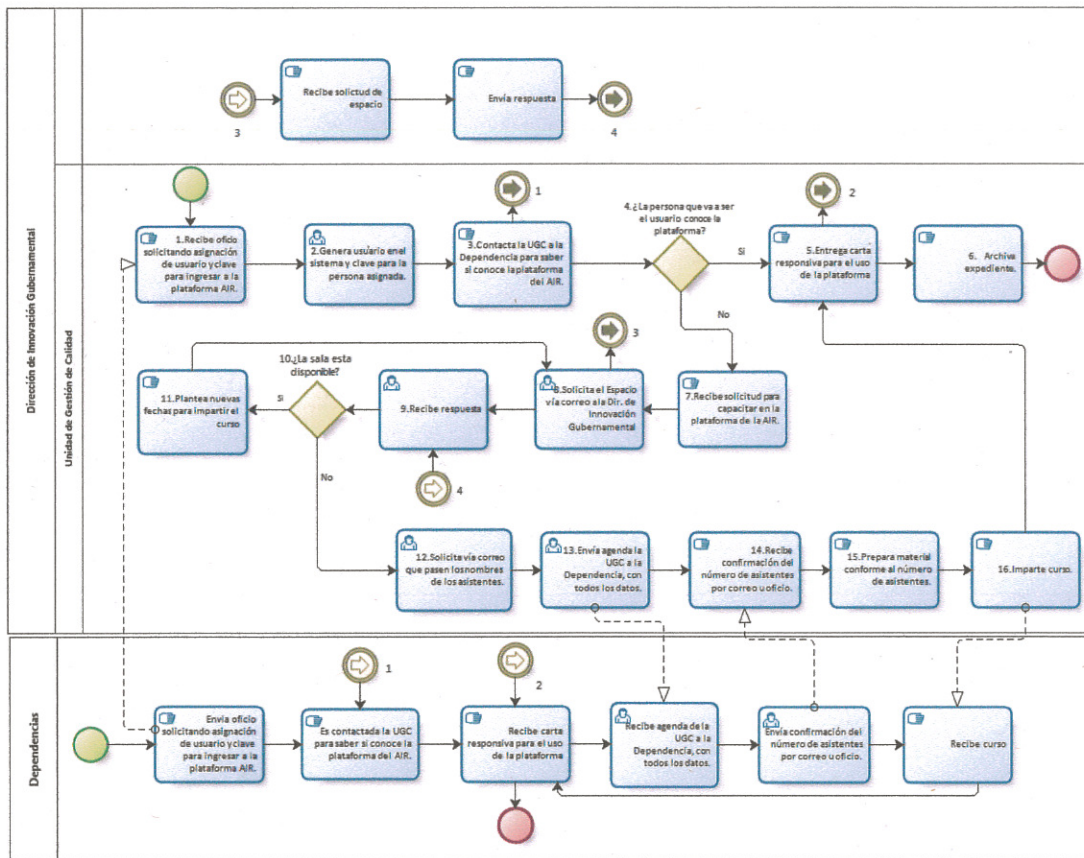 Dirección de Innovación Gubernamental
Recibe solicitud de
espacio
Envía respuesta
3
4
Unidad de Gestión de Calidad
1.Recibe oficio
solicitando asignación
de usuario y clave
para ingresar a la
plataforma AIR.
2.Genera usuario en el
sistema y clave para la
persona asignada.
1
3.Contacta la UGC a la
Dependencia para saber
si conoce la plataforma
del AIR.
4.¿La persona que va a ser
el usuario conoce la
plataforma?
Si
No
2
5.Entrega carta
responsiva para el uso
de la plataforma
6. Archiva
expediente.
11.Plantea nuevas
fechas para impartir el
curso
10.¿La sala esta
disponible?
Si
No
9.Recibe respuesta
4
3
8.Solicita el Espacio
vía correo a la Dir. de
Innovación
Gubernamental
7.Recibe solicitud para
capacitar en la
plataforma de la AIR.
12.Solicita vía correo
que pasen los nombres
de los asistentes.
13.Envía agenda la
UGC a la
Dependencia, con
todos los datos.
14.Recibe
confirmación del
número de asistentes
por correo u oficio.
15.Prepara material
conforme al número
de asistentes.
16.Imparte curso.
Dependencias
Envía oficio
solicitando asignación
de usuario y clave
para ingresar a la
plataforma AIR.
1
Es contactada la UGC
para saber si conoce la
plataforma del AIR.
2
Recibe carta
responsiva para el uso
de la plataforma
Recibe agenda de la
UGC a la
Dependencia, con
todos los datos.
Envía confirmación del
número de asistentes
por correo u oficio.
Recibe curso